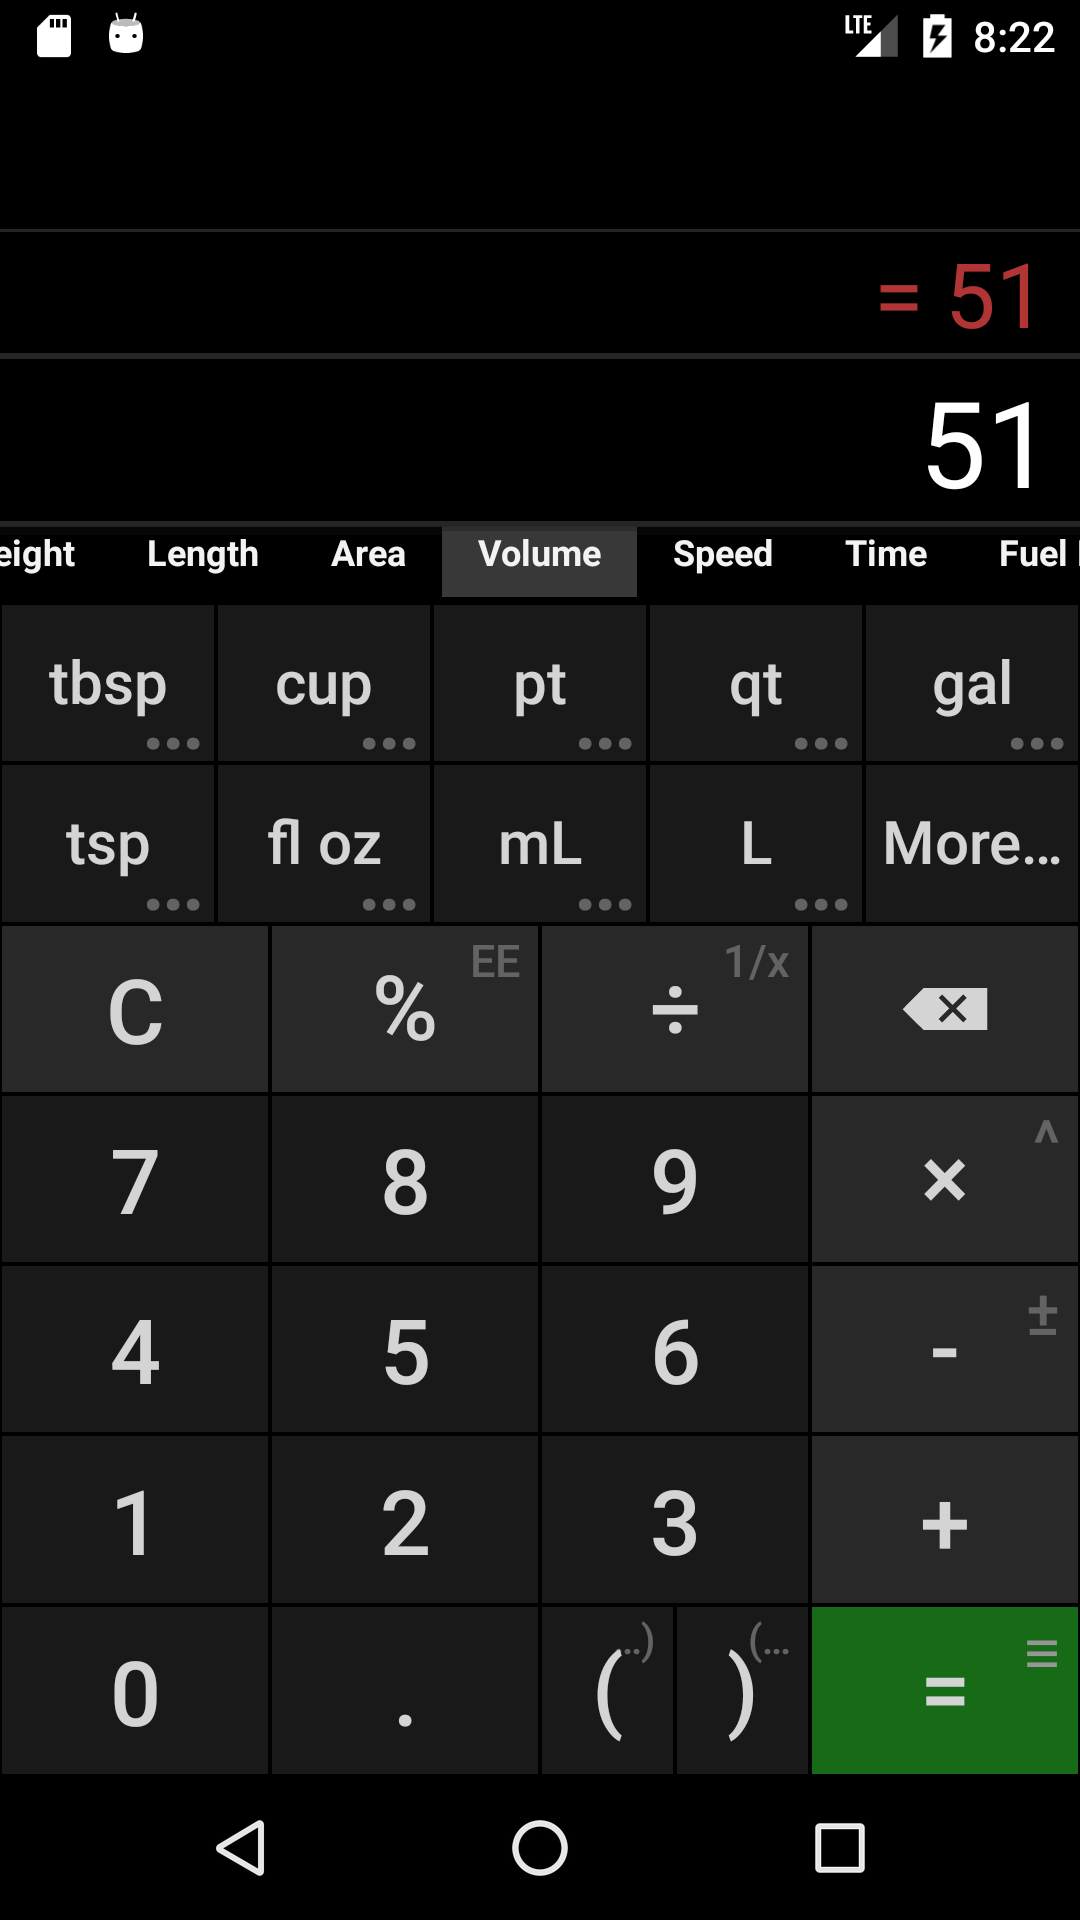 LTE 8:22
= 51
51
eight Length Area Volume Speed Time Fuel
tbsp cup pt qt gal
tsp fl oz mL L More...
C % EE ÷ 1/x
7 8 9 × ^
4 5 6 - ±
1 2 3 +
0 . ( ..) ) (... =